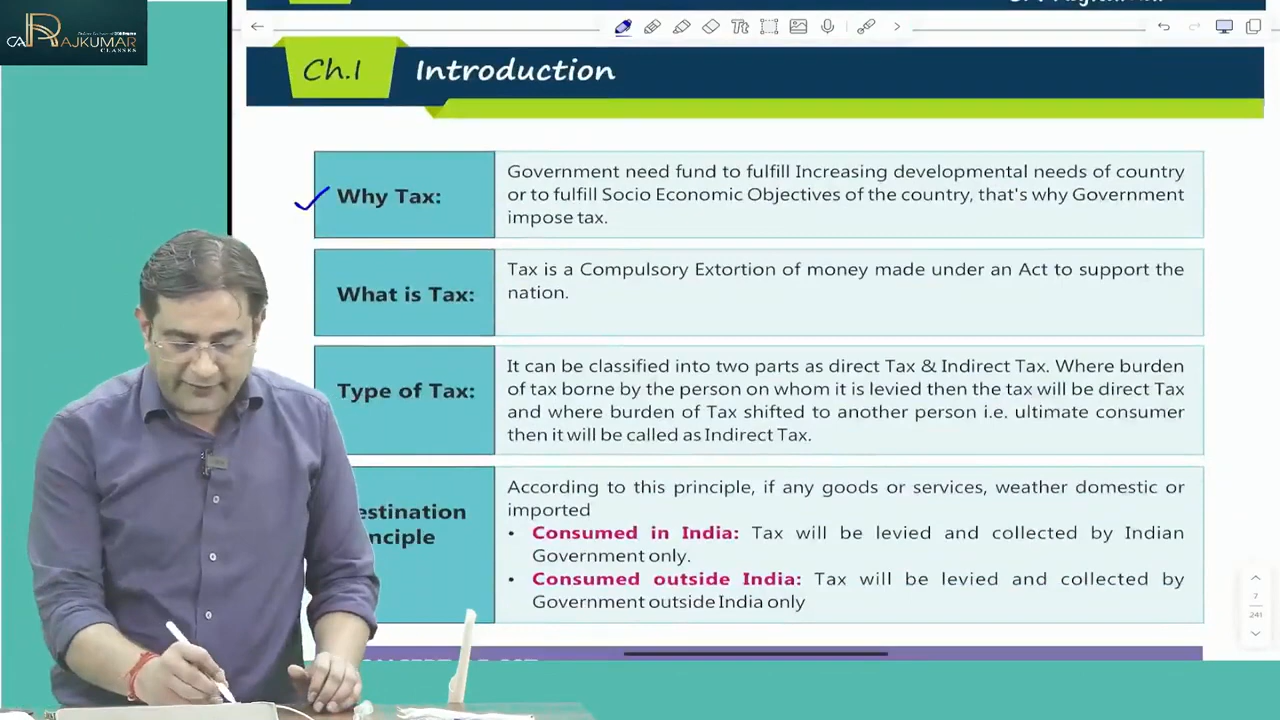 CA RAJKUMAR
CLASSES
Ch.1 Introduction
Why Tax:
Government need fund to fulfill Increasing developmental needs of country
or to fulfill Socio Economic Objectives of the country, that's why Government
impose tax.
What is Tax:
Tax is a Compulsory Extortion of money made under an Act to support the
nation.
Type of Tax:
It can be classified into two parts as direct Tax & Indirect Tax. Where burden
of tax borne by the person on whom it is levied then the tax will be direct Tax
and where burden of Tax shifted to another person i.e. ultimate consumer
then it will be called as Indirect Tax.
estination
nciple
According to this principle, if any goods or services, weather domestic or
imported
• Consumed in India: Tax will be levied and collected by Indian
Government only.
• Consumed outside India: Tax will be levied and collected by
Government outside India only
7
241